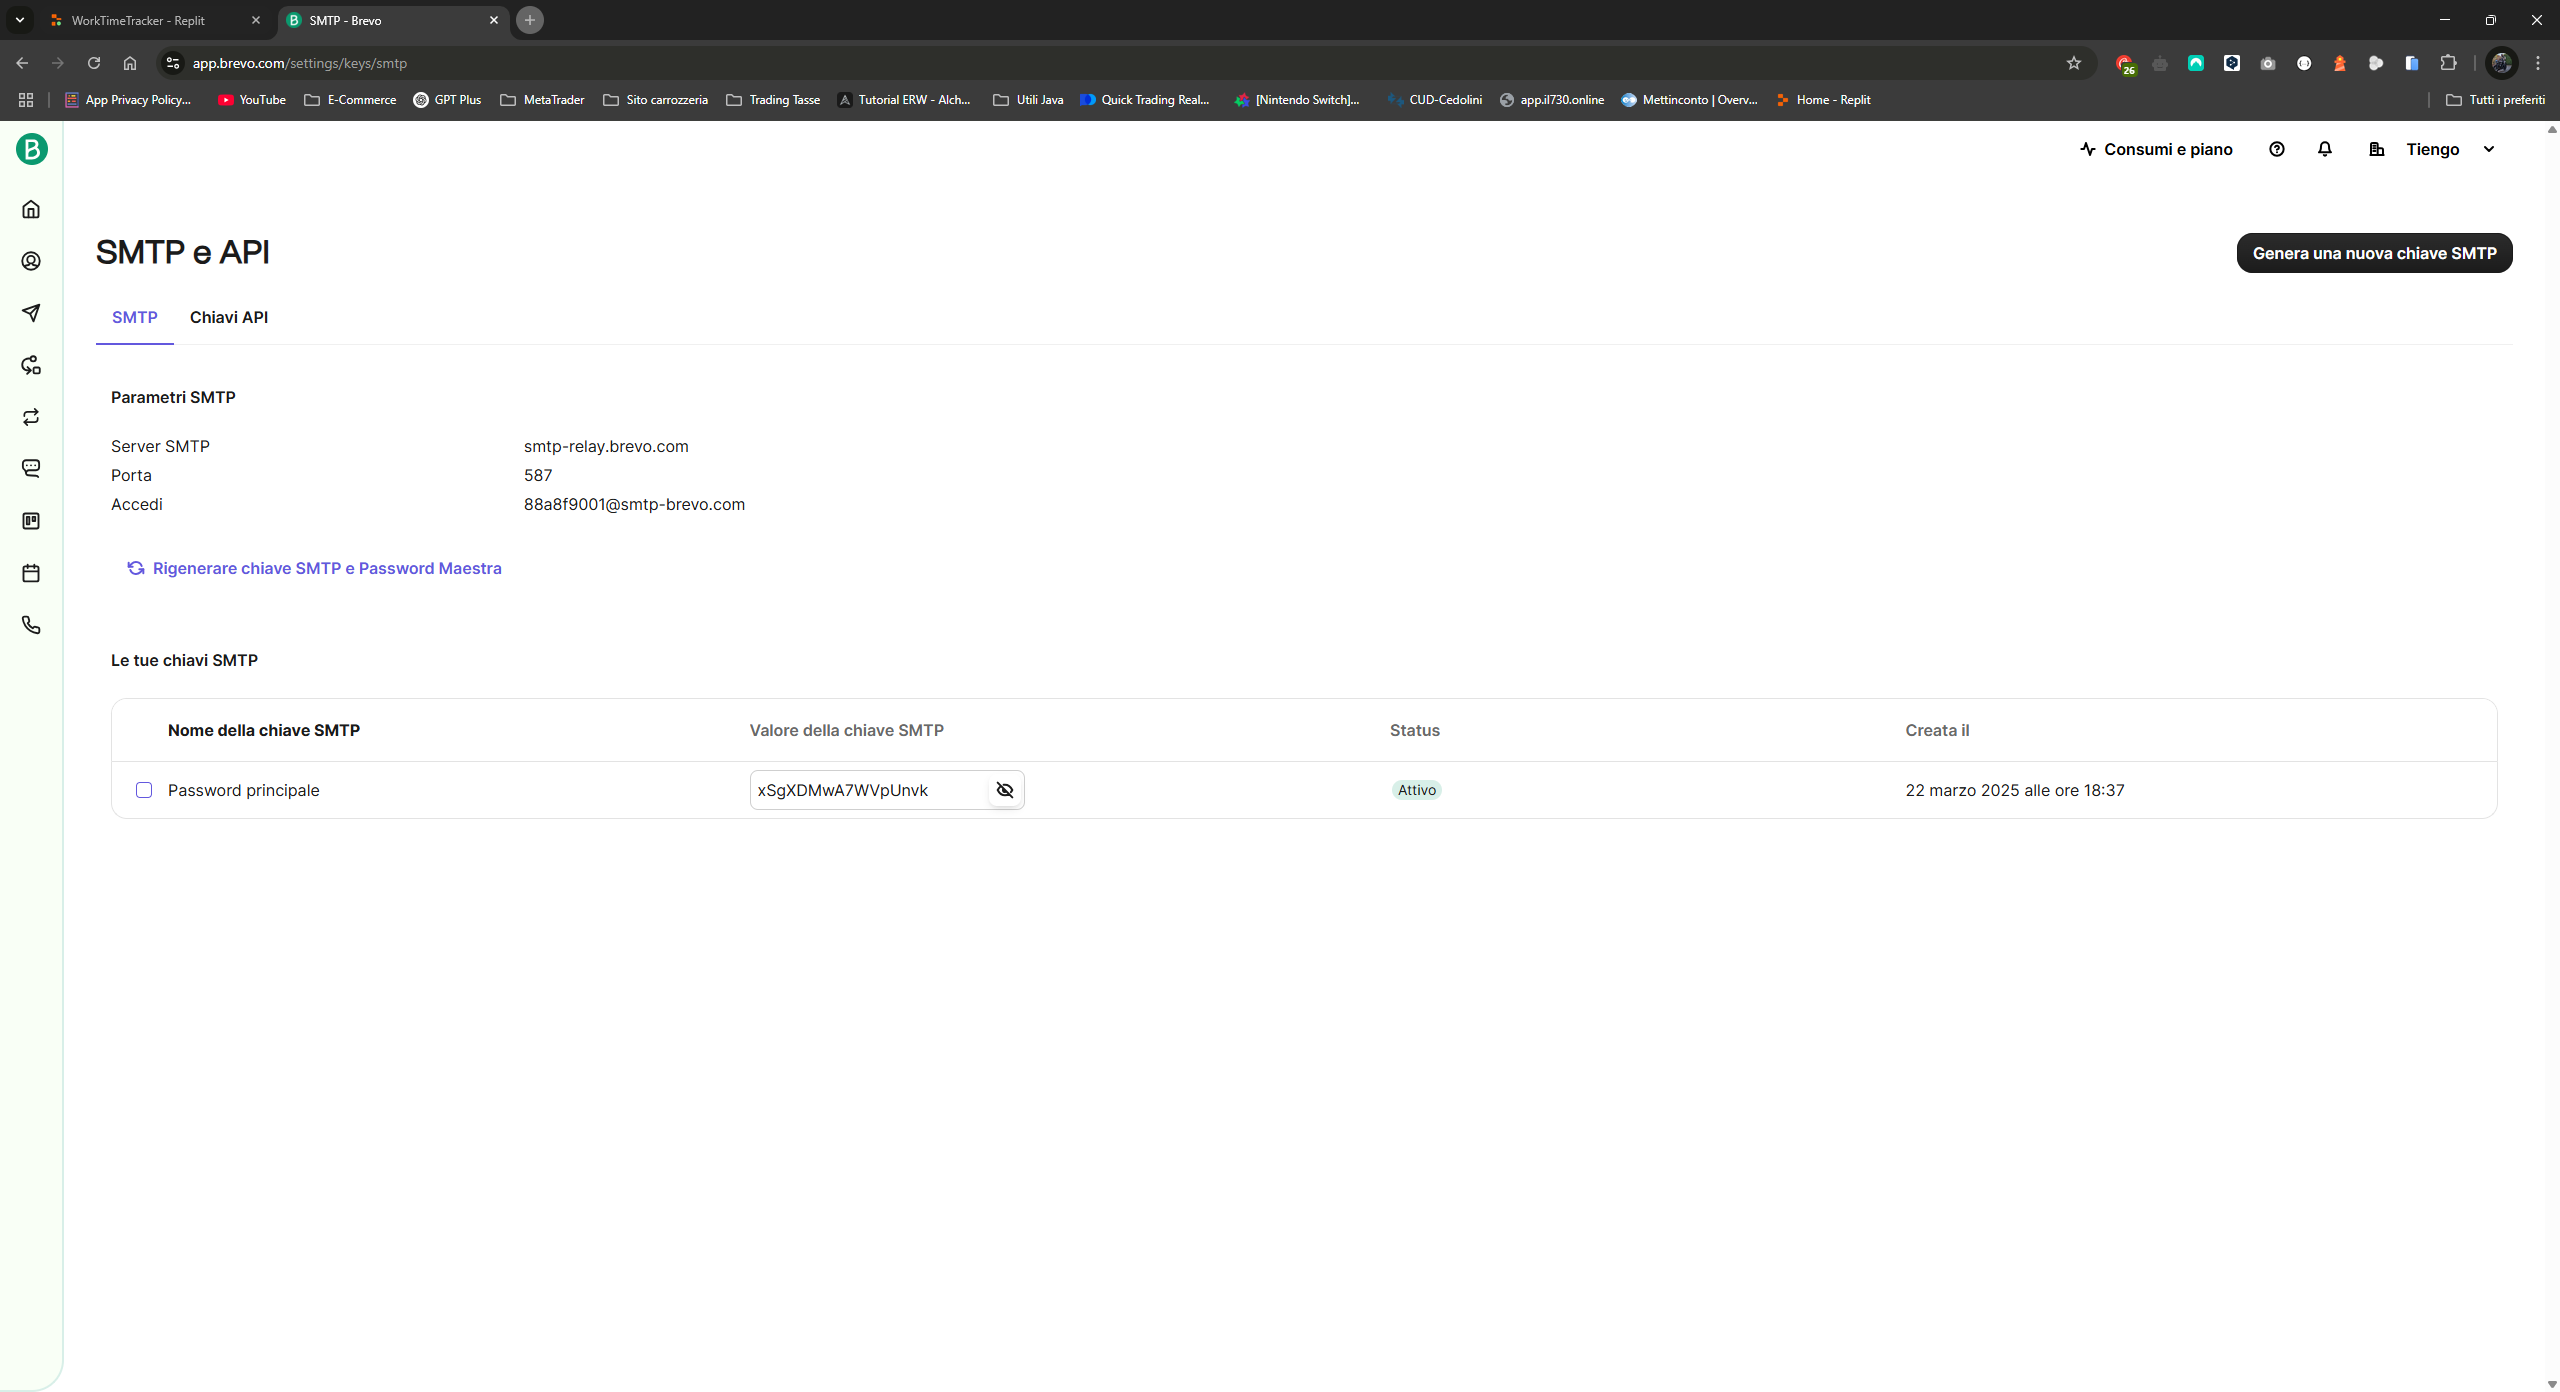 WorkTimeTracker - Replit
SMTP - Brevo
app.brevo.com/settings/keys/smtp
26
App Privacy Policy...
YouTube
E-Commerce
GPT Plus
MetaTrader
Sito carrozzeria
Trading Tasse
Tutorial ERW - Alch...
Utili Java
Quick Trading Real...
[Nintendo Switch]...
CUD-Cedolini
app.il730.online
Mettinconto | Overv...
Home - Replit
Tutti i preferiti
Consumi e piano
Tiengo
SMTP e API
Genera una nuova chiave SMTP
SMTP
Chiavi API
Parametri SMTP
Server SMTP smtp-relay.brevo.com
Porta 587
Accedi 88a8f9001@smtp-brevo.com
Rigenerare chiave SMTP e Password Maestra
Le tue chiavi SMTP
Nome della chiave SMTP Valore della chiave SMTP Status Creata il
Password principale xSgXDMwA7WVpUnvk Attivo 22 marzo 2025 alle ore 18:37